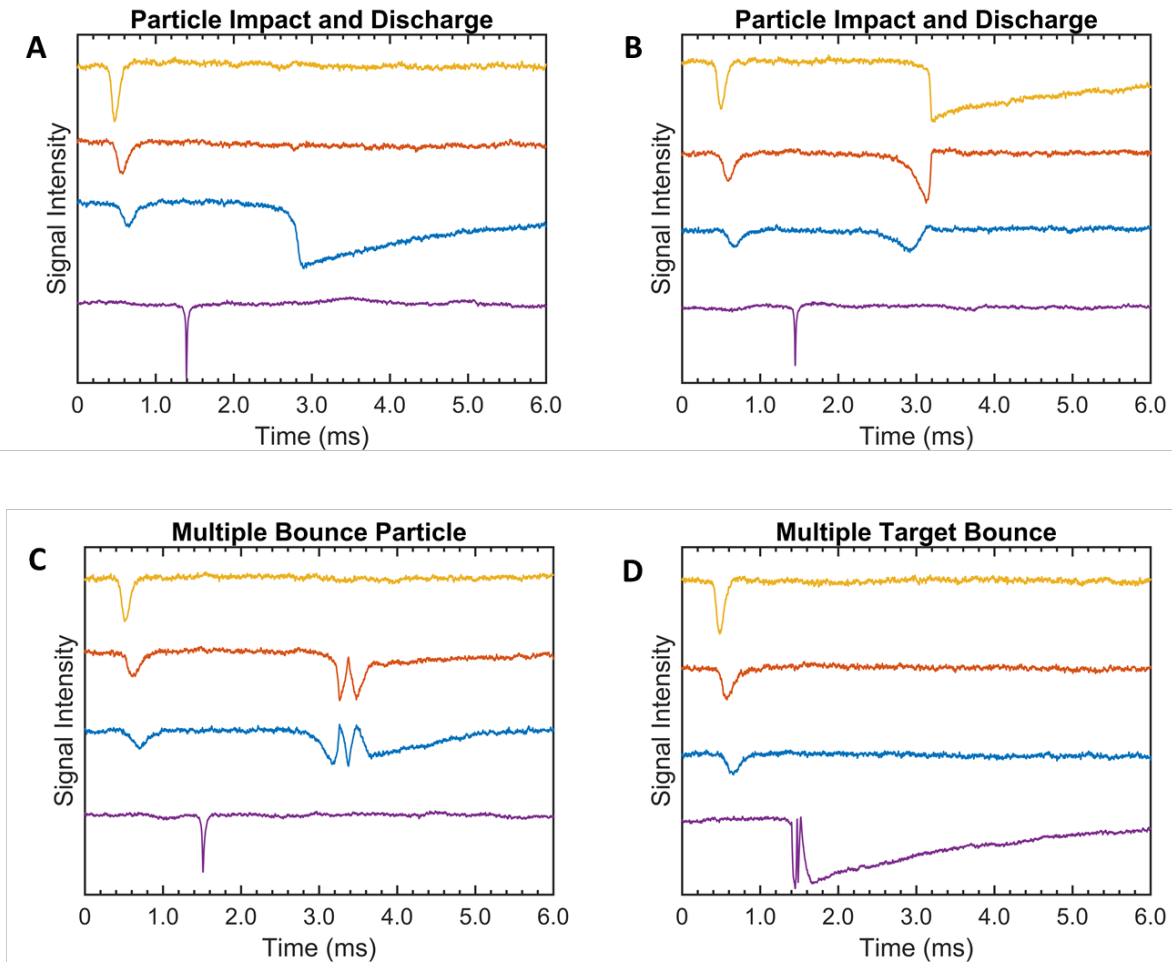 Particle Impact and Discharge
A
Signal Intensity
0 1.0 2.0 3.0 4.0 5.0 6.0
Time (ms)
Particle Impact and Discharge
B
Signal Intensity
0 1.0 2.0 3.0 4.0 5.0 6.0
Time (ms)
Multiple Bounce Particle
C
Signal Intensity
0 1.0 2.0 3.0 4.0 5.0 6.0
Time (ms)
Multiple Target Bounce
D
Signal Intensity
0 1.0 2.0 3.0 4.0 5.0 6.0
Time (ms)